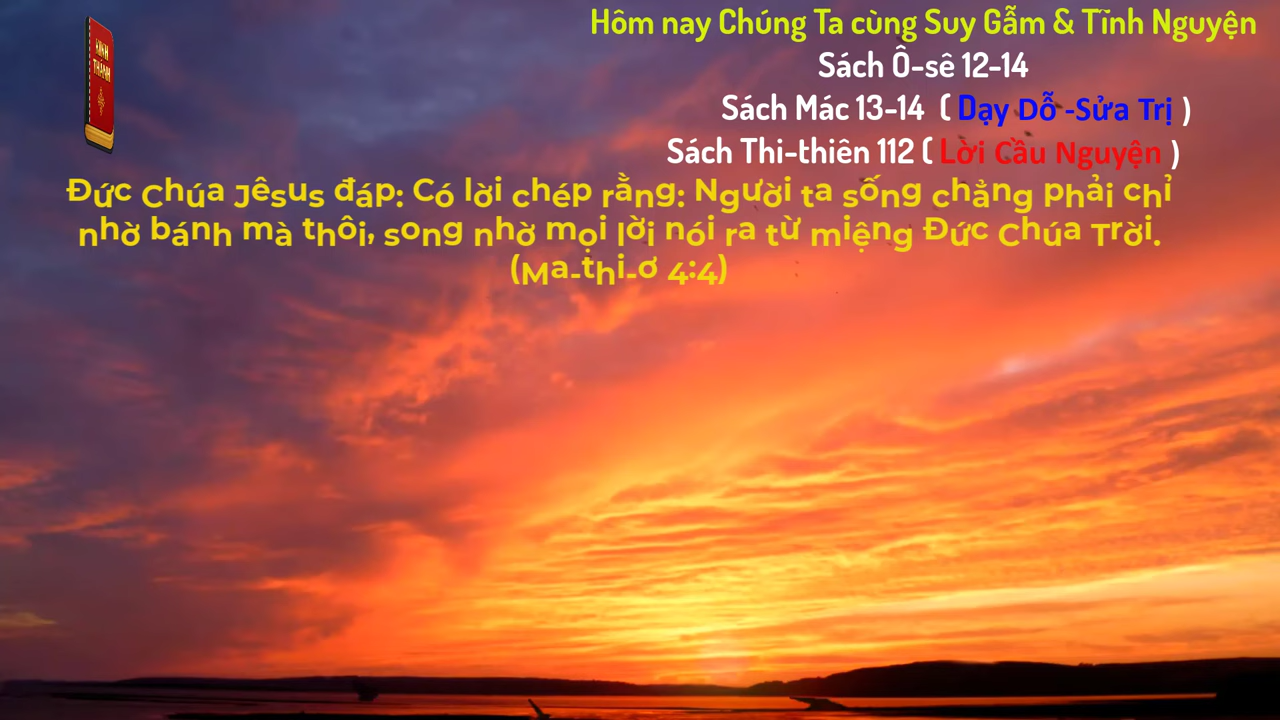 KINH
THÁNH
Hôm nay Chúng Ta cùng Suy Gẫm & Tĩnh Nguyện
Sách Ô-sê 12-14
Sách Mác 13-14 ( Dạy Dỗ -Sửa Trị )
Sách Thi-thiên 112 ( Lời Cầu Nguyện )
Đức Chúa Jêsus đáp: Có lời chép rằng: Người ta sống chẳng phải chỉ
nhờ bánh mà thôi, song nhờ mọi lời nói ra từ miệng Đức Chúa Trời.
(Ma-thi-ơ 4:4)